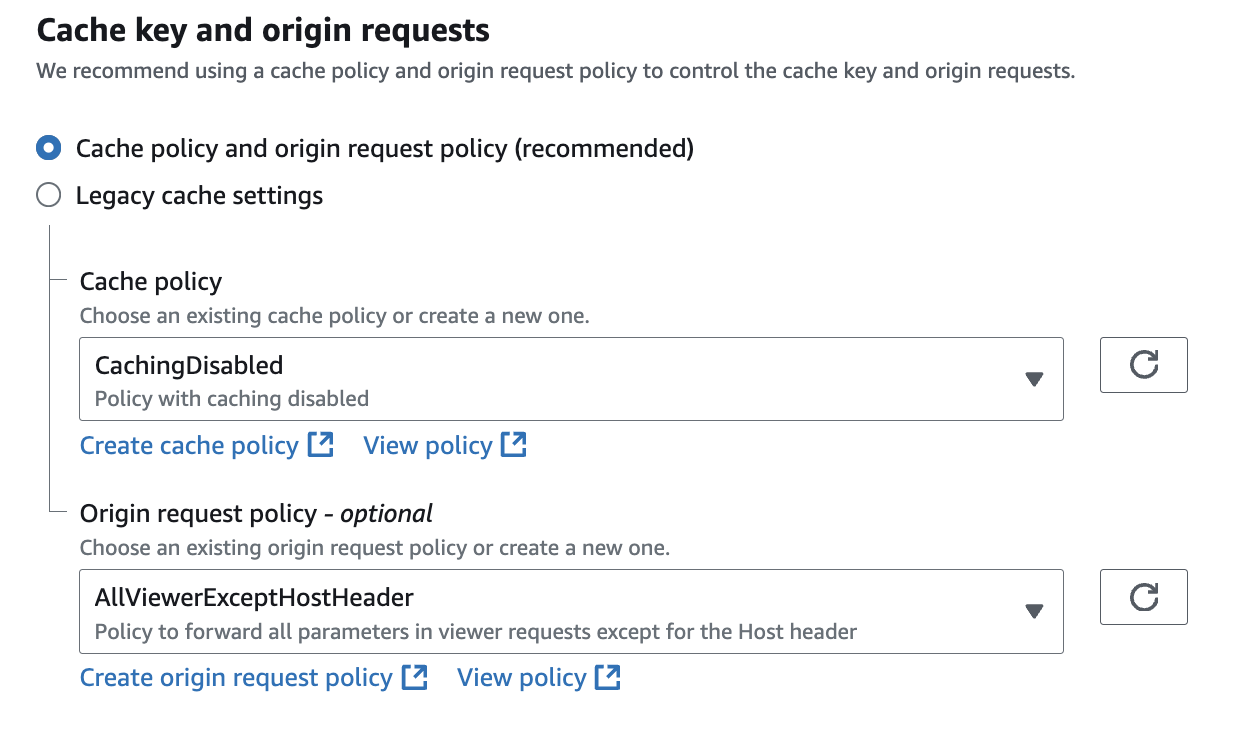 Cache key and origin requests
We recommend using a cache policy and origin request policy to control the cache key and origin requests.
Cache policy and origin request policy (recommended)
Legacy cache settings
Cache policy
Choose an existing cache policy or create a new one.
CachingDisabled
Policy with caching disabled
Create cache policy View policy
Origin request policy - optional
Choose an existing origin request policy or create a new one.
AllViewerExceptHostHeader
Policy to forward all parameters in viewer requests except for the Host header
Create origin request policy View policy